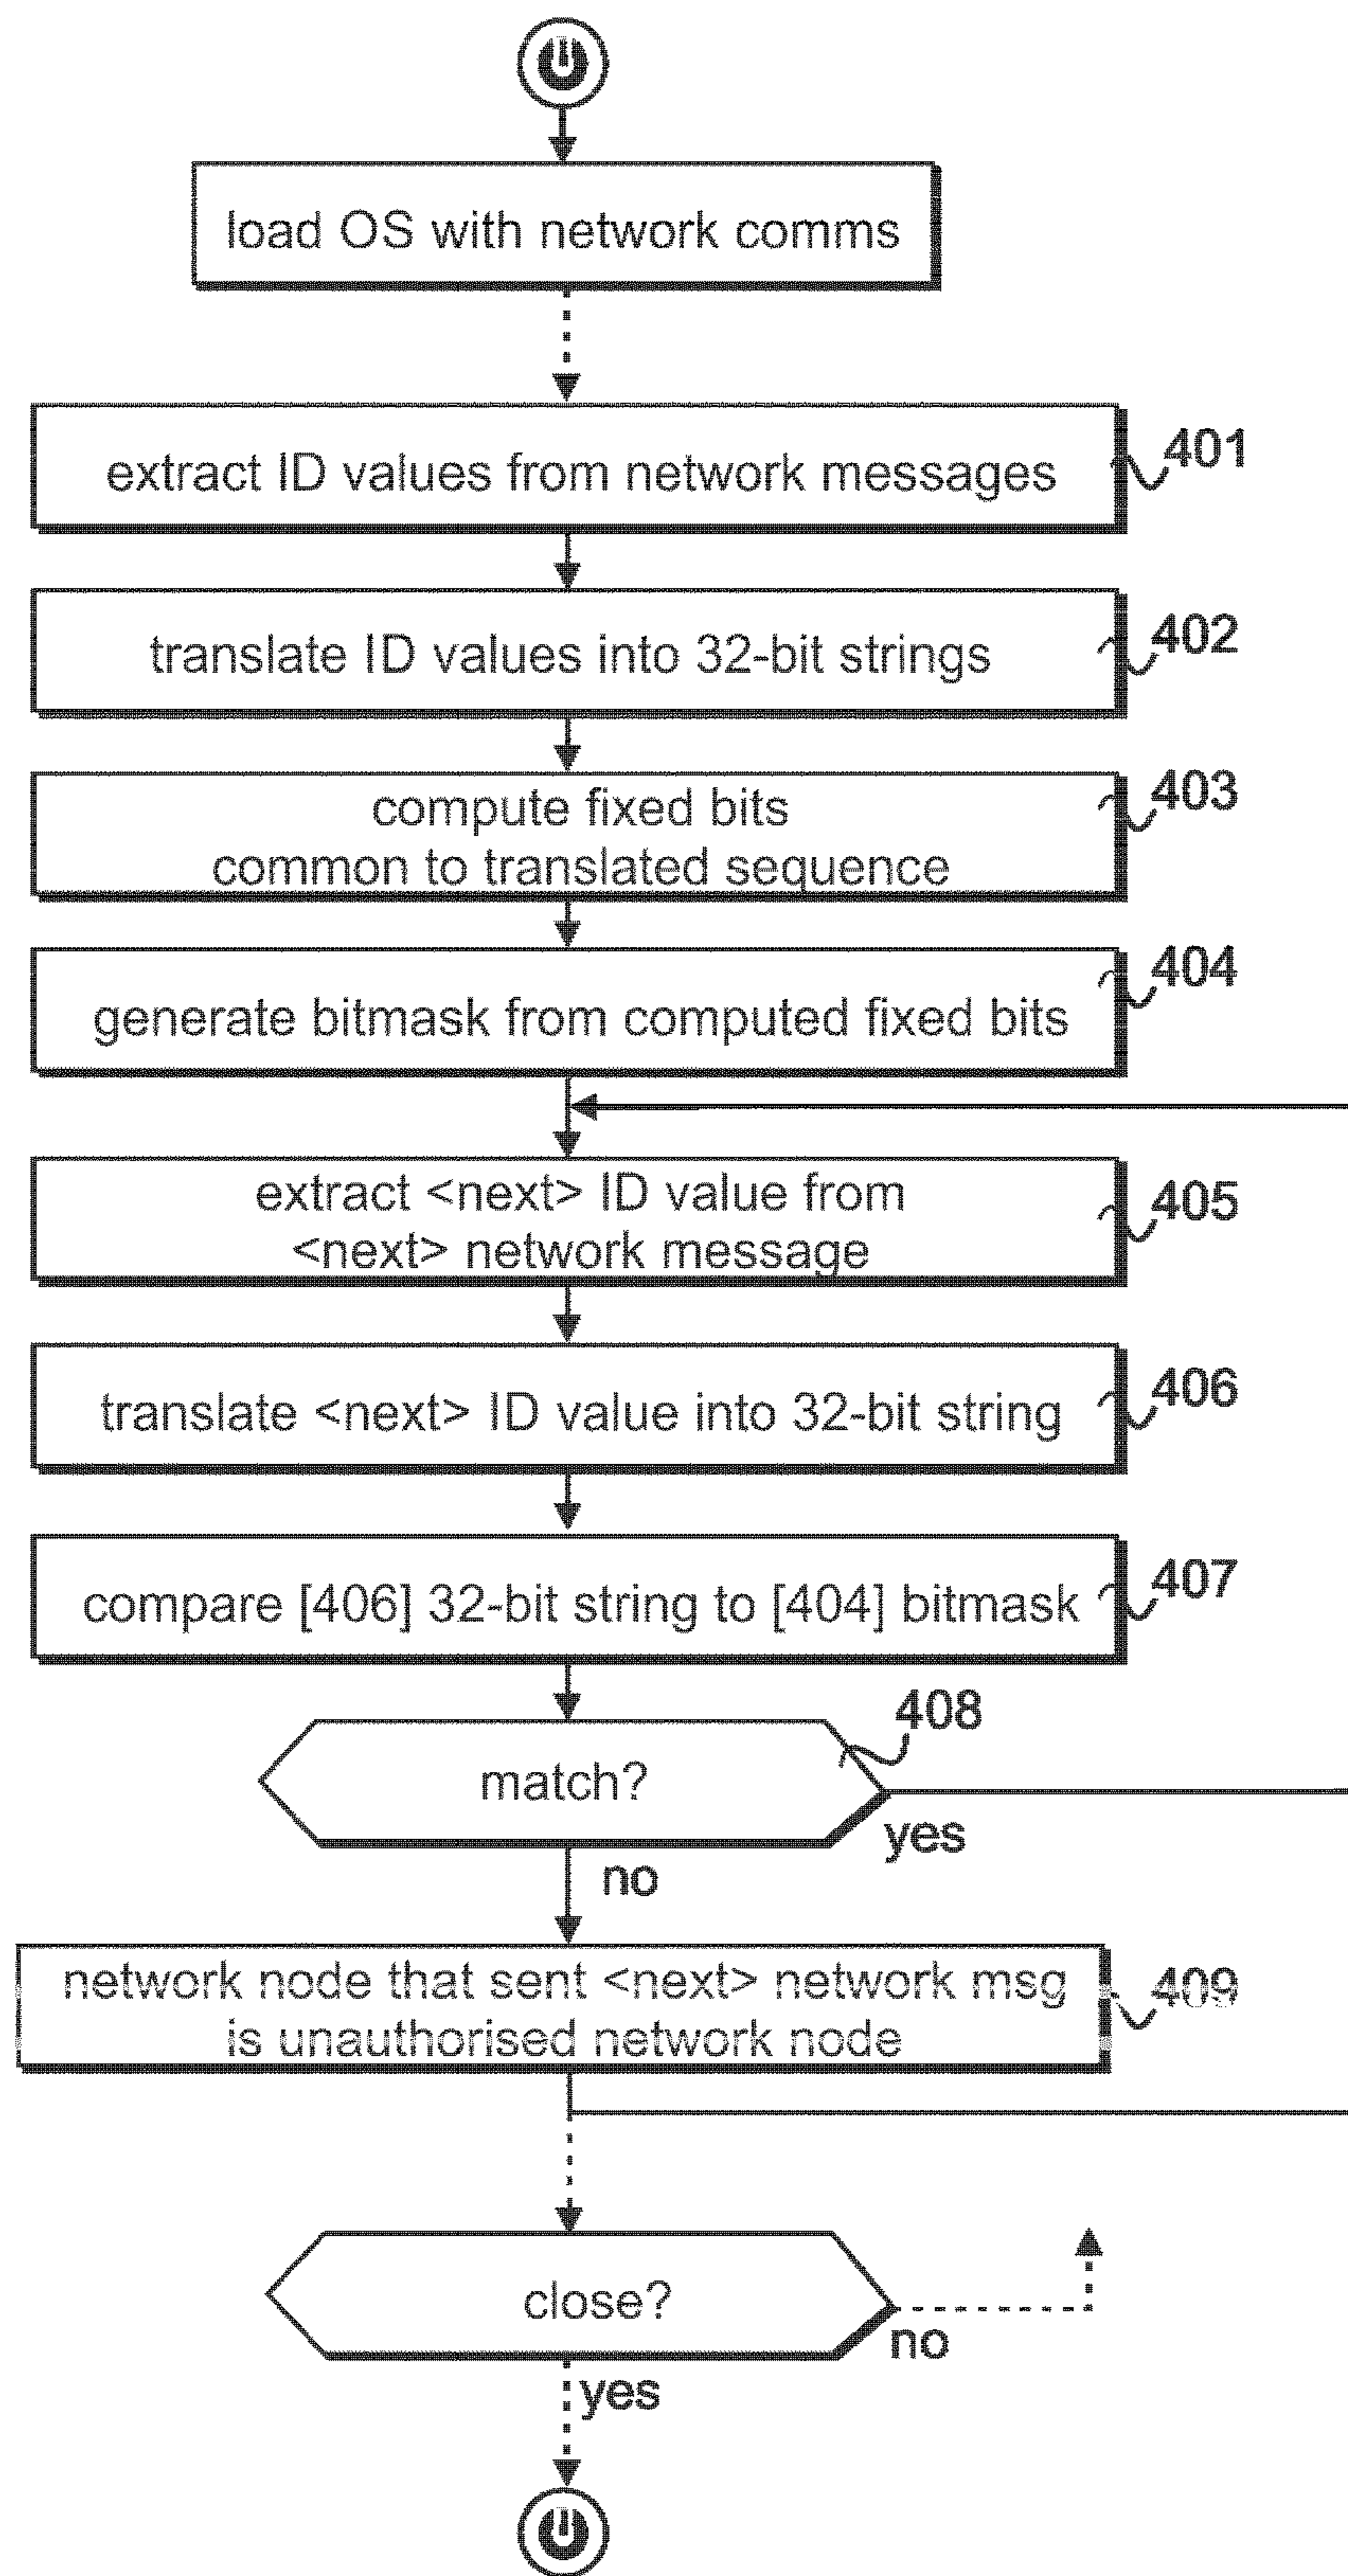 load OS with network comms
extract ID values from network messages
401
translate ID values into 32-bit strings
402
compute fixed bits
common to translated sequence
403
generate bitmask from computed fixed bits
404
extract <next> ID value from
<next> network message
405
translate <next> ID value into 32-bit string
406
compare [406] 32-bit string to [404] bitmask
407
408
match?
yes
no
network node that sent <next> network msg
is unauthorised network node
409
close?
no
yes